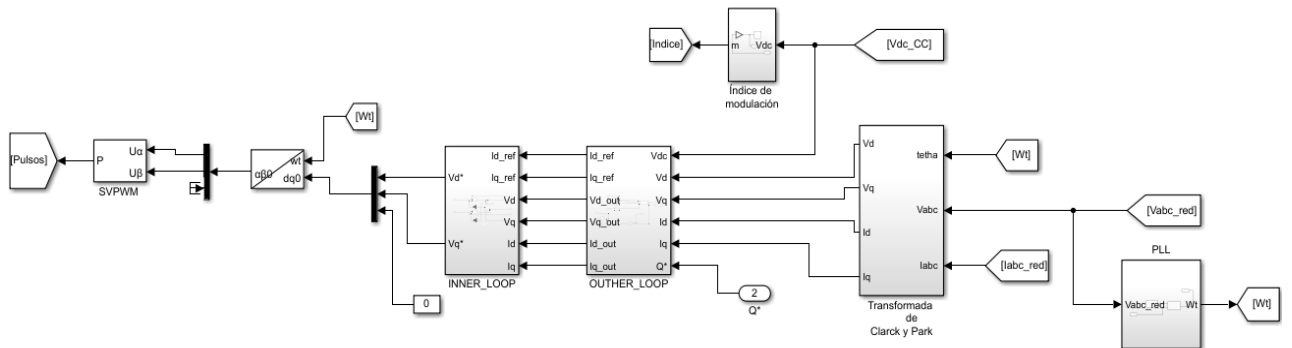 [Indice]
m
Vdc
[Vdc_CC]
Índice de
modulación
[Pulsos]
P
Uα
Uβ
SVPWM
[Wt]
αβ0
wt
dq0
Vd*
Vq*
Id_ref
Iq_ref
Vd
Vq
Id
Iq
INNER_LOOP
0
Id_ref
Iq_ref
Vd_out
Vq_out
Id_out
Iq_out
Vdc
Vd
Vq
Id
Iq
Q*
OUTHER_LOOP
2
Q*
Vd
Vq
Id
Iq
tetha
Vabc
Iabc
Transformada
de
Clarck y Park
[Wt]
[Vabc_red]
[Iabc_red]
PLL
Vabc_red
Wt
[Wt]